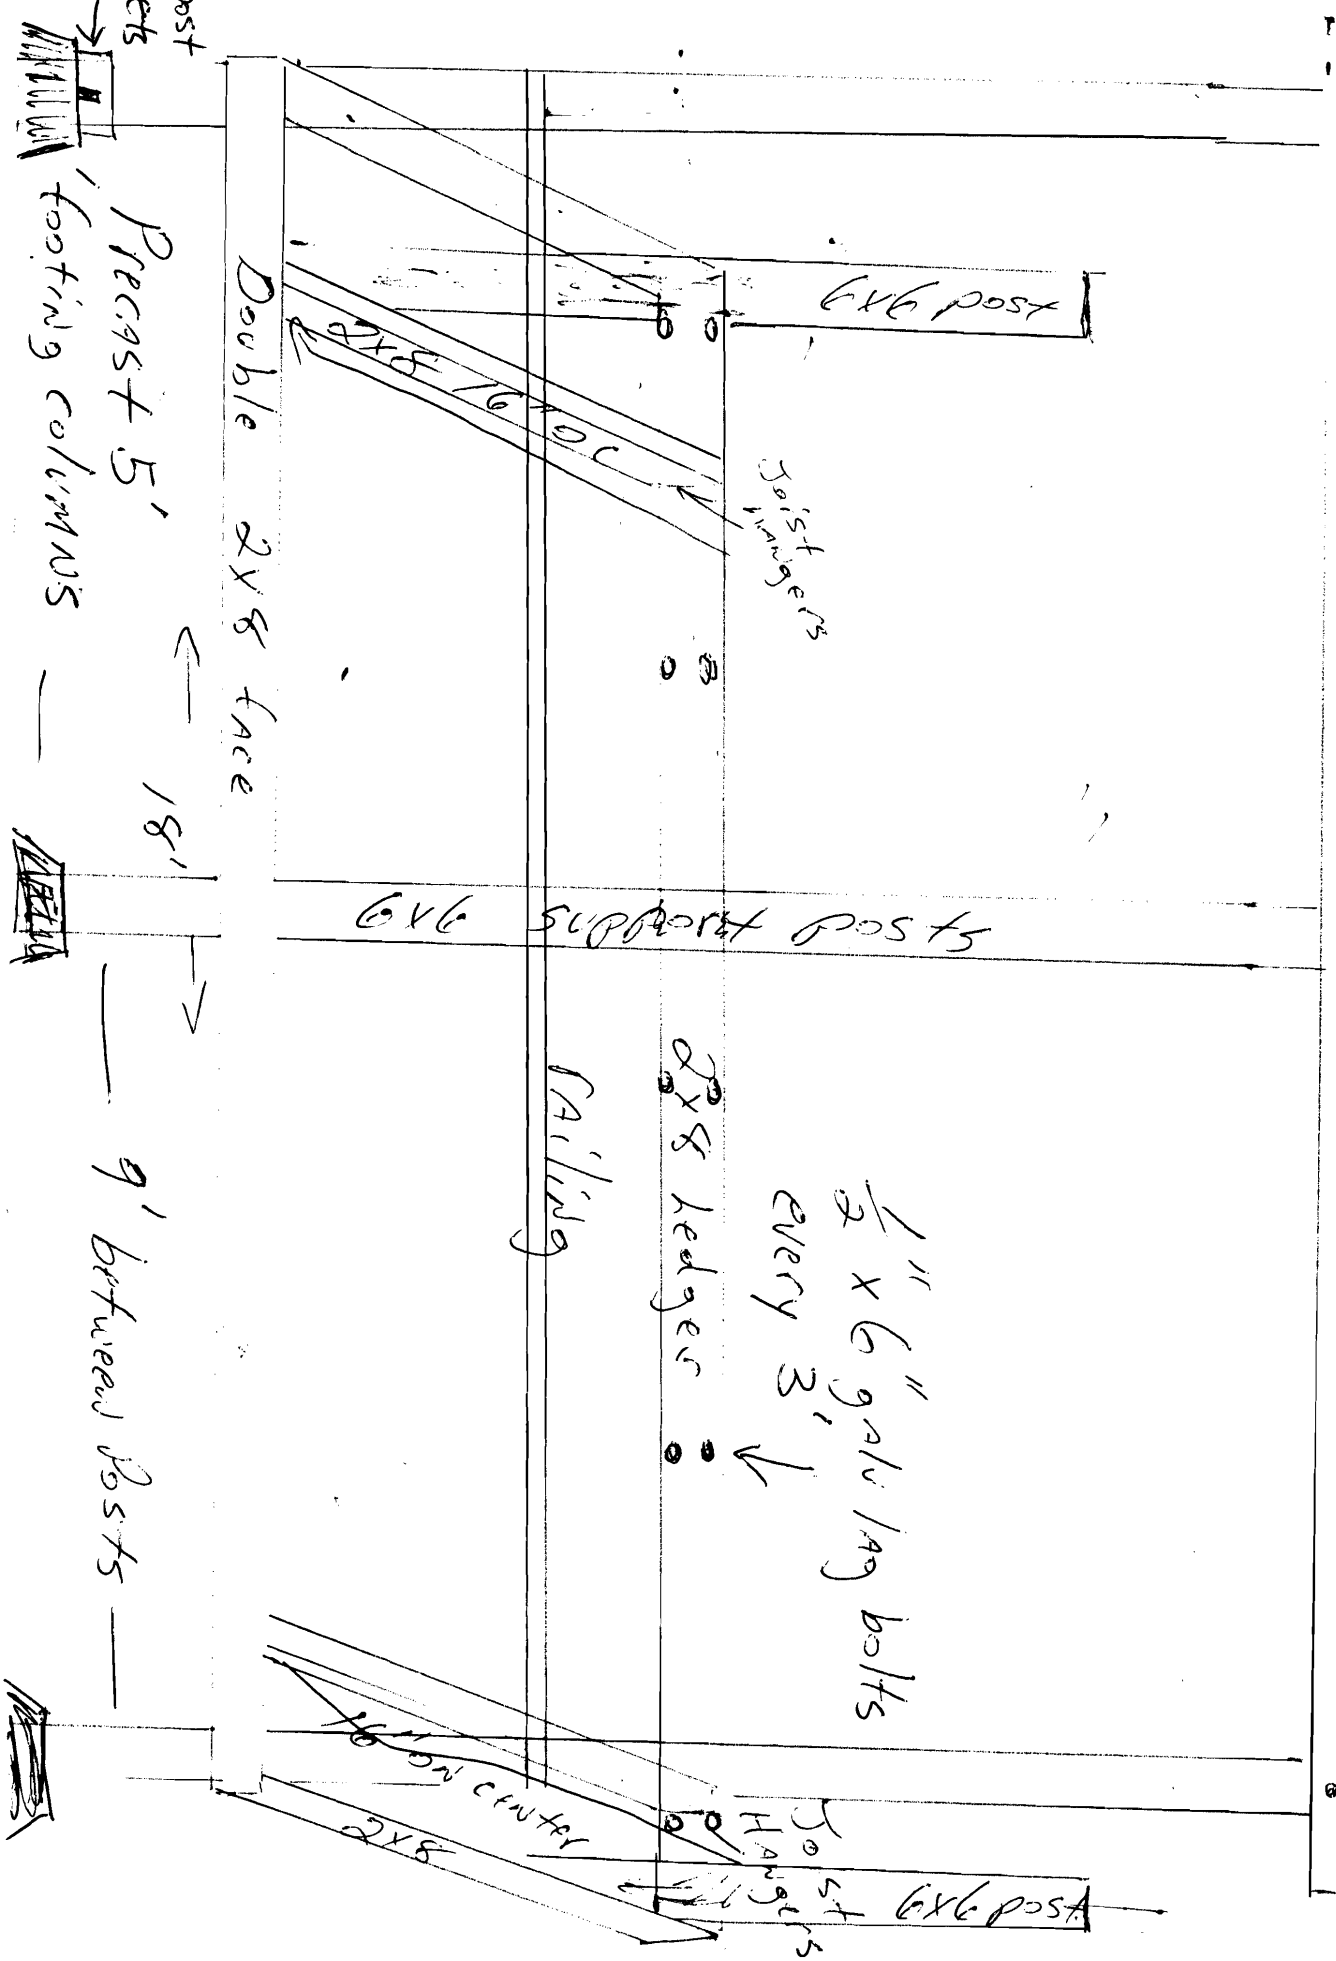 6x6 post
6x6 support posts
6x6 post
1/2" x 6" galv lag bolts
every 3'
Joist
hangers
Joist
Hangers
2x8 Ledger
rAiling
2x8 16" OC
16" ON CENTER
2x8
Double 2x8 face
18'
ost
ets
Precast 5'
footing columns
9' between Posts